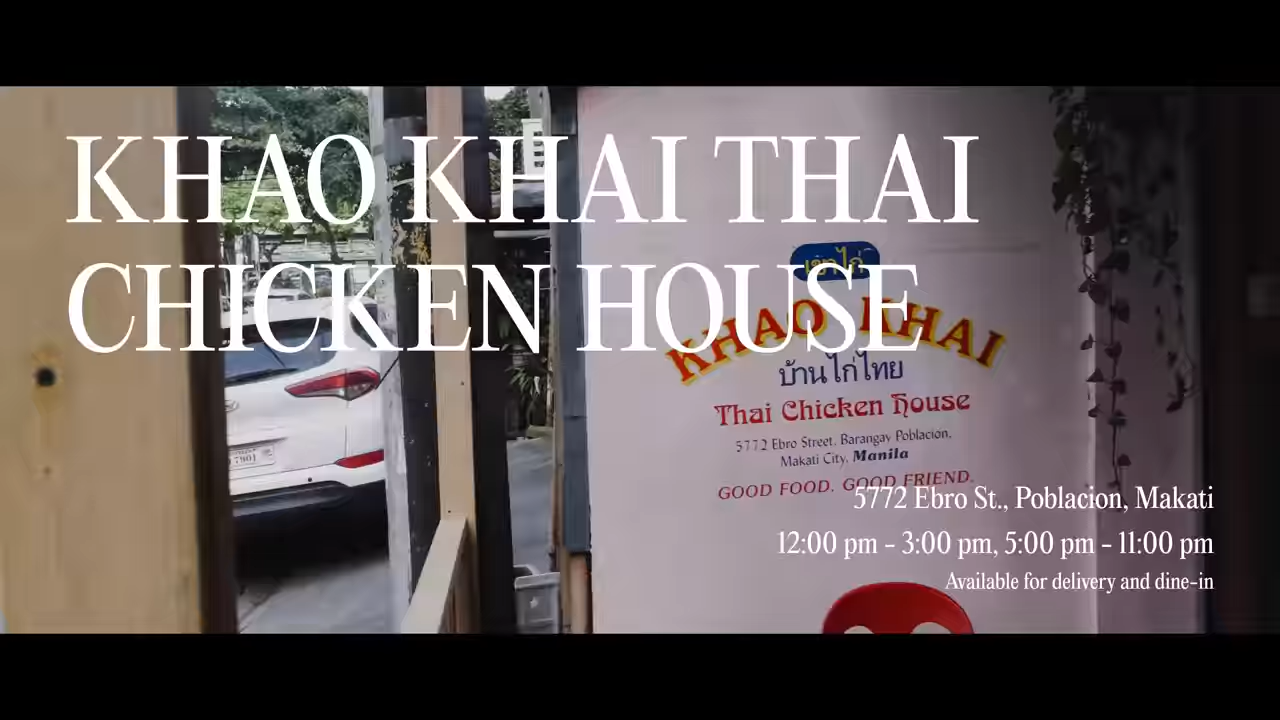 KHAO KHAI THAI
CHICKEN HOUSE
KHAO KHAI
บ้านไก่ไทย
Thai Chicken House
5772 Ebro Street, Barangay Poblacion,
Makati City, Manila
GOOD FOOD. GOOD FRIEND.
5772 Ebro St., Poblacion, Makati
12:00 pm - 3:00 pm, 5:00 pm - 11:00 pm
Available for delivery and dine-in